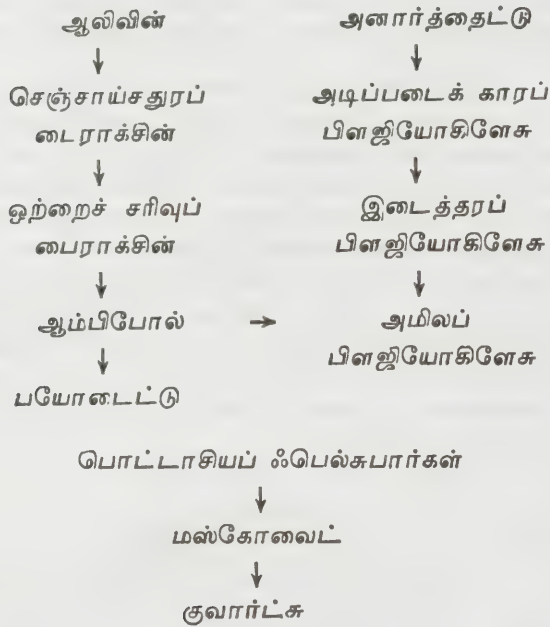 ஆலிவின்
↓
செஞ்சாய்சதுரப்
டைராக்சின்
↓
ஒற்றைச் சரிவுப்
பைராக்சின்
↓
ஆம்பிபோல் →
↓
பயோடைட்டு
அனார்த்தைட்டு
↓
அடிப்படைக் காரப்
பிளஜியோகிளேசு
↓
இடைத்தரப்
பிளஜியோகிளேசு
↓
அமிலப்
பிளஜியோகிளேசு
பொட்டாசியப் ஃபெல்சுபார்கள்
↓
மஸ்கோவைட்
↓
குவார்ட்சு